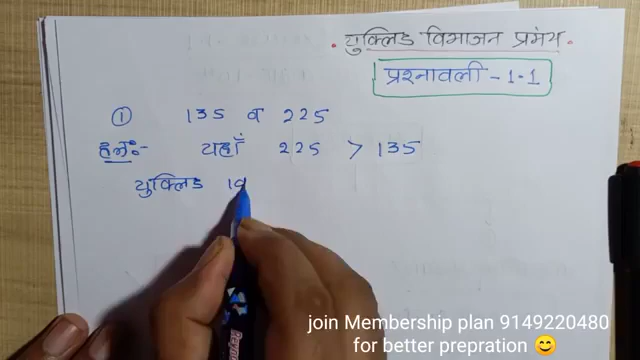 युक्लिड विभाजन प्रमेय
प्रश्नावली - 1.1
① 135 व 225
हल:- यहाँ 225 > 135
युक्लिड
join Membership plan 9149220480
for better prepration 😊